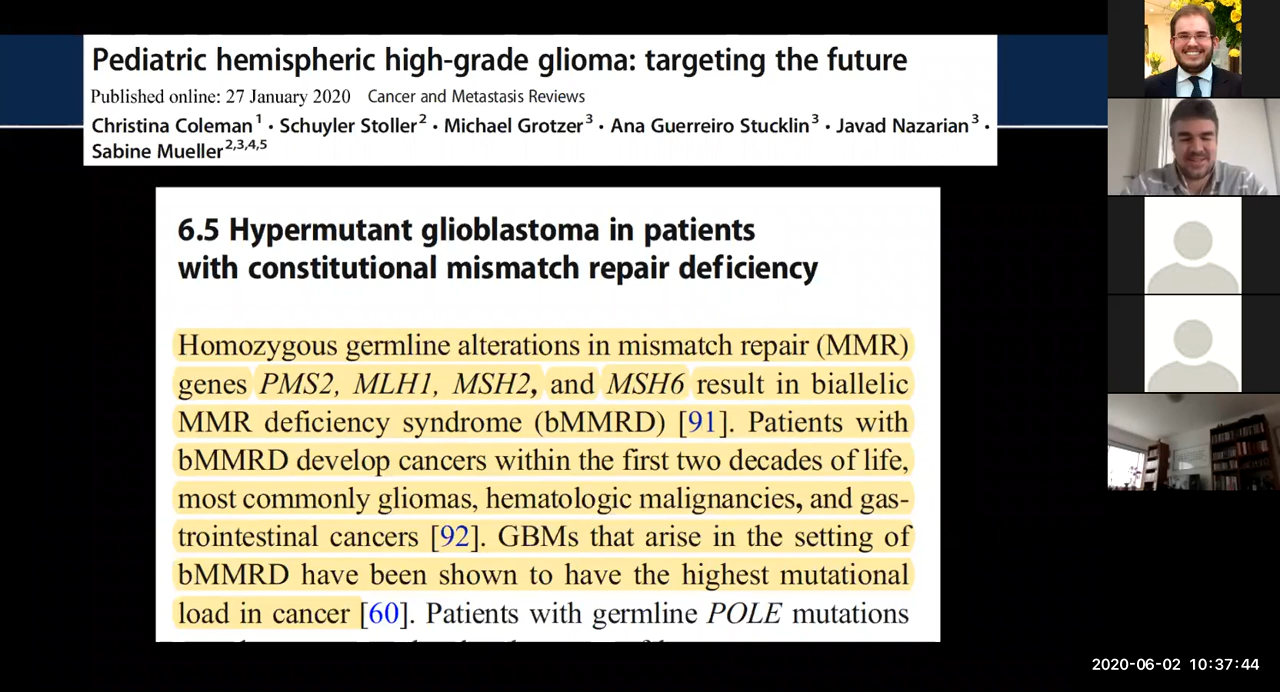 Pediatric hemispheric high-grade glioma: targeting the future
Published online: 27 January 2020 Cancer and Metastasis Reviews
Christina Coleman1 · Schuyler Stoller2 · Michael Grotzer3 · Ana Guerreiro Stucklin3 · Javad Nazarian3 ·
Sabine Mueller2,3,4,5
6.5 Hypermutant glioblastoma in patients
with constitutional mismatch repair deficiency
Homozygous germline alterations in mismatch repair (MMR)
genes PMS2, MLH1, MSH2, and MSH6 result in biallelic
MMR deficiency syndrome (bMMRD) [91]. Patients with
bMMRD develop cancers within the first two decades of life,
most commonly gliomas, hematologic malignancies, and gas-
trointestinal cancers [92]. GBMs that arise in the setting of
bMMRD have been shown to have the highest mutational
load in cancer [60]. Patients with germline POLE mutations
2020-06-02 10:37:44